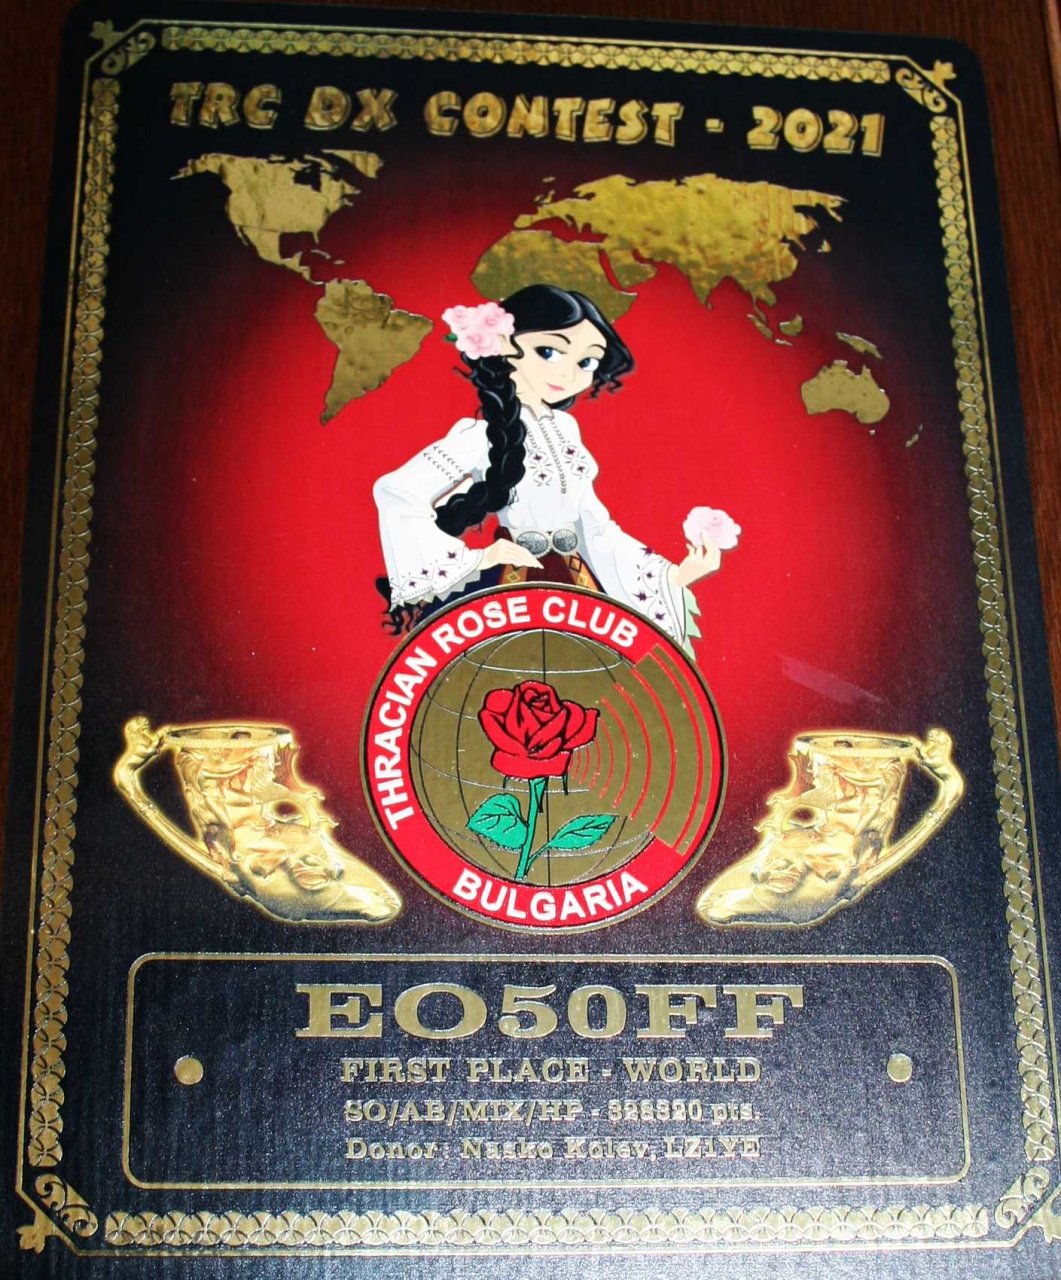 TRC DX CONTEST - 2021
THRACIAN ROSE CLUB
BULGARIA
EO50FF
FIRST PLACE - WORLD
SO/AB/MIX/HP - 328320 pts.
Donor: Nasko Kolev, LZ1YE